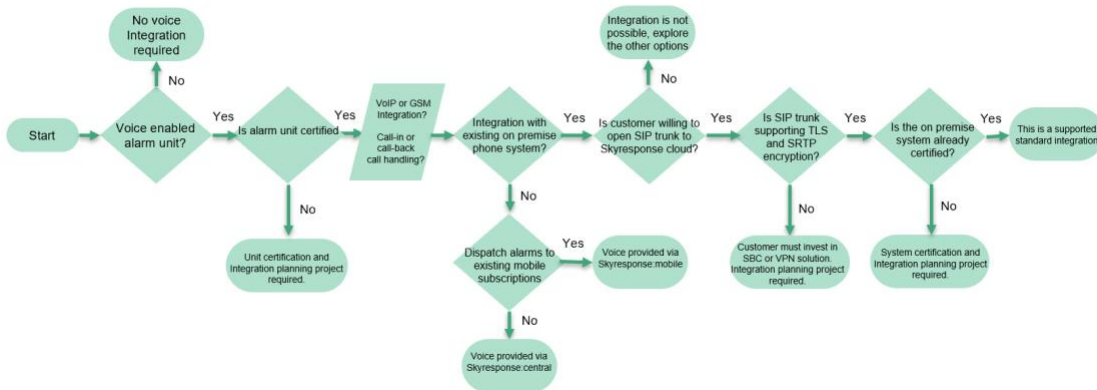 No voice
Integration
required
No
Start
Voice enabled
alarm unit?
Yes
Is alarm unit certified
Yes
No
Unit certification and
Integration planning project
required.
VoIP or GSM
Integration?
Call-in or
call-back
call handling?
Integration with
existing on premise
phone system?
No
Dispatch alarms to
existing mobile
subscriptions
Yes
Voice provided via
Skyresponse:mobile
No
Voice provided via
Skyresponse:central
Yes
Integration is not
possible, explore
the other options
No
Is customer willing to
open SIP trunk to
Skyresponse cloud?
Yes
Is SIP trunk
supporting TLS
and SRTP
encryption?
No
Customer must invest in
SBC or VPN solution.
Integration planning project
required.
Yes
Is the on premise
system already
certified?
No
System certification and
Integration planning project
required.
Yes
This is a supported
standard integration